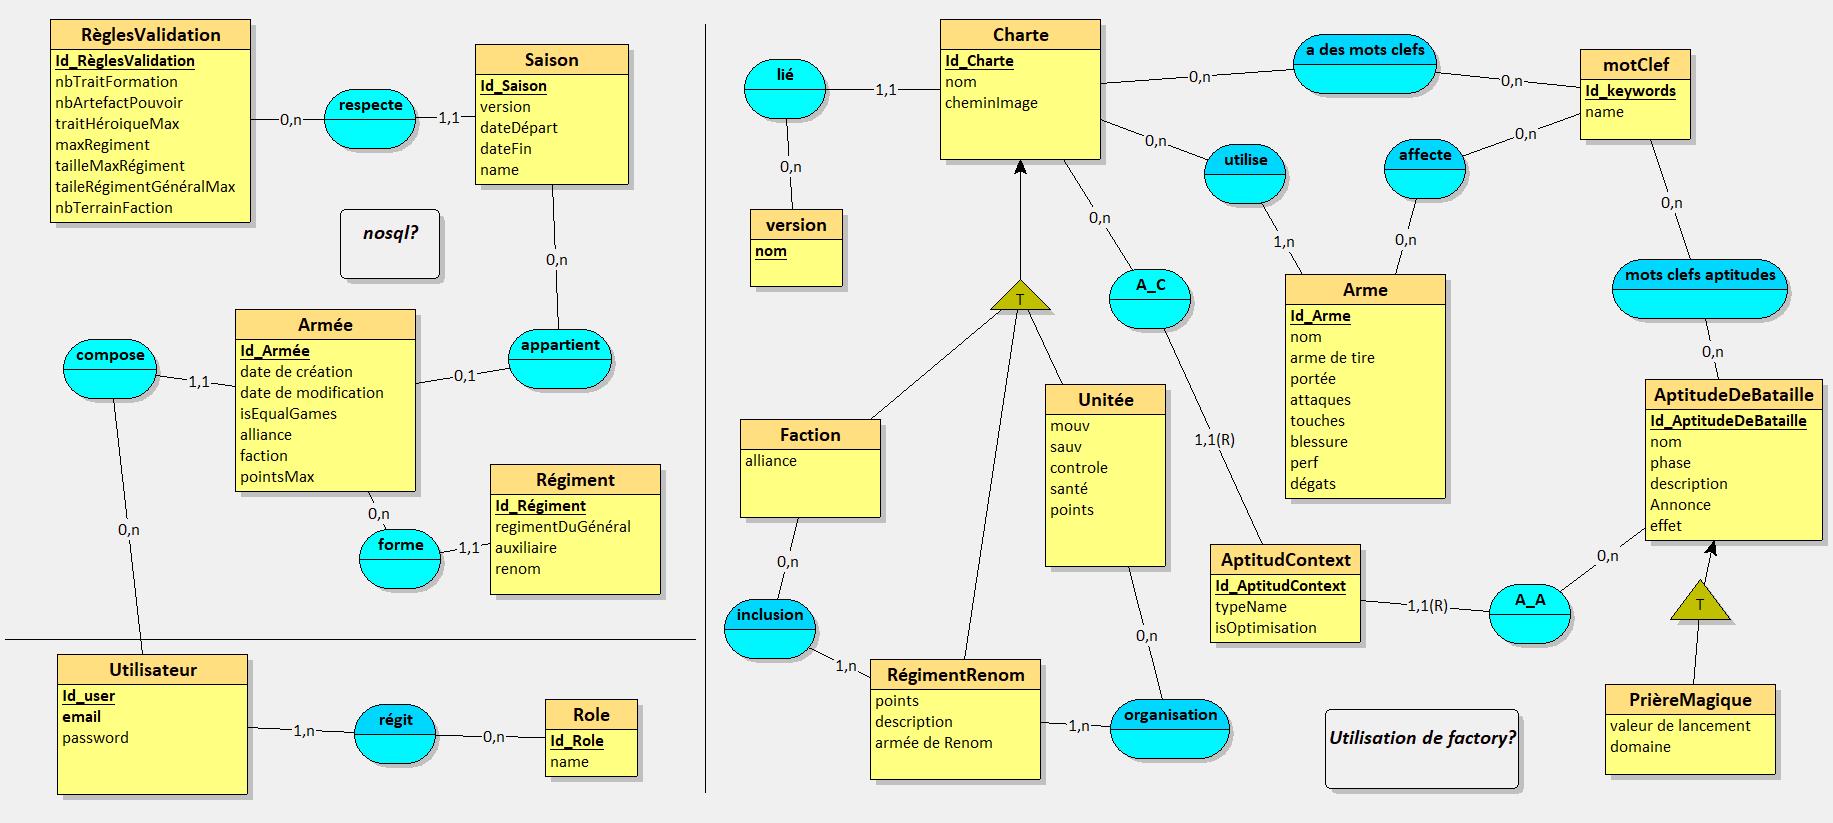 RèglesValidation
Id_RèglesValidation
nbTraitFormation
nbArtefactPouvoir
traitHéroiqueMax
maxRegiment
tailleMaxRégiment
taileRégimentGénéralMax
nbTerrainFaction
0,n
respecte
1,1
Saison
Id_Saison
version
dateDépart
dateFin
name
nosql?
0,n
Armée
Id_Armée
date de création
date de modification
isEqualGames
alliance
faction
pointsMax
compose
1,1
0,1
appartient
0,n
0,n
forme
1,1
Régiment
Id_Régiment
regimentDuGénéral
auxiliaire
renom
Utilisateur
Id_user
email
password
1,n
régit
0,n
Role
Id_Role
name
Charte
Id_Charte
nom
cheminImage
lié
1,1
0,n
version
nom
0,n
a des mots clefs
0,n
motClef
Id_keywords
name
0,n
utilise
1,n
0,n
affecte
0,n
0,n
mots clefs aptitudes
0,n
0,n
A_C
1,1(R)
Arme
Id_Arme
nom
arme de tire
portée
attaques
touches
blessure
perf
dégats
T
Faction
alliance
Unitée
mouv
sauv
controle
santé
points
AptitudeDeBataille
Id_AptitudeDeBataille
nom
phase
description
Annonce
effet
0,n
inclusion
1,n
0,n
AptitudContext
Id_AptitudContext
typeName
isOptimisation
1,1(R)
A_A
0,n
T
RégimentRenom
points
description
armée de Renom
1,n
organisation
PrièreMagique
valeur de lancement
domaine
Utilisation de factory?